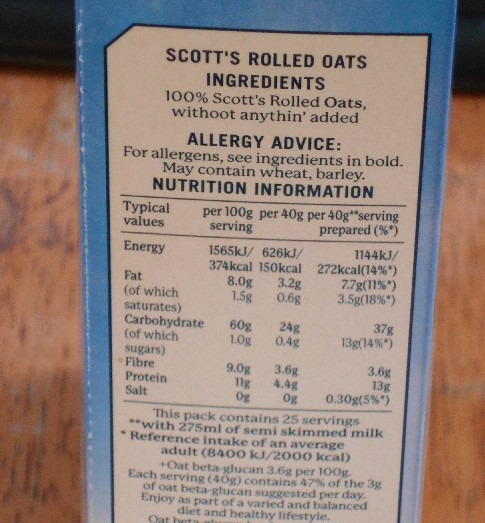 SCOTT'S ROLLED OATS
INGREDIENTS
100% Scott's Rolled Oats,
withoot anythin' added
ALLERGY ADVICE:
For allergens, see ingredients in bold.
May contain wheat, barley.
NUTRITION INFORMATION
Typical values per 100g per 40g serving per 40g**serving prepared (%*)
Energy 1565kJ/ 626kJ/ 1144kJ/
374kcal 150kcal 272kcal(14%*)
Fat 8.0g 3.2g 7.7g(11%*)
(of which saturates) 1.5g 0.6g 3.5g(18%*)
Carbohydrate 60g 24g 37g
(of which sugars) 1.0g 0.4g 13g(14%*)
Fibre 9.0g 3.6g 3.6g
Protein 11g 4.4g 13g
Salt 0g 0g 0.30g(5%*)
This pack contains 25 servings
**with 275ml of semi skimmed milk
* Reference intake of an average
adult (8400 kJ/2000 kcal)
+Oat beta-glucan 3.6g per 100g.
Each serving (40g) contains 47% of the 3g
of oat beta-glucan suggested per day.
Enjoy as part of a varied and balanced
diet and healthy lifestyle.
Oat